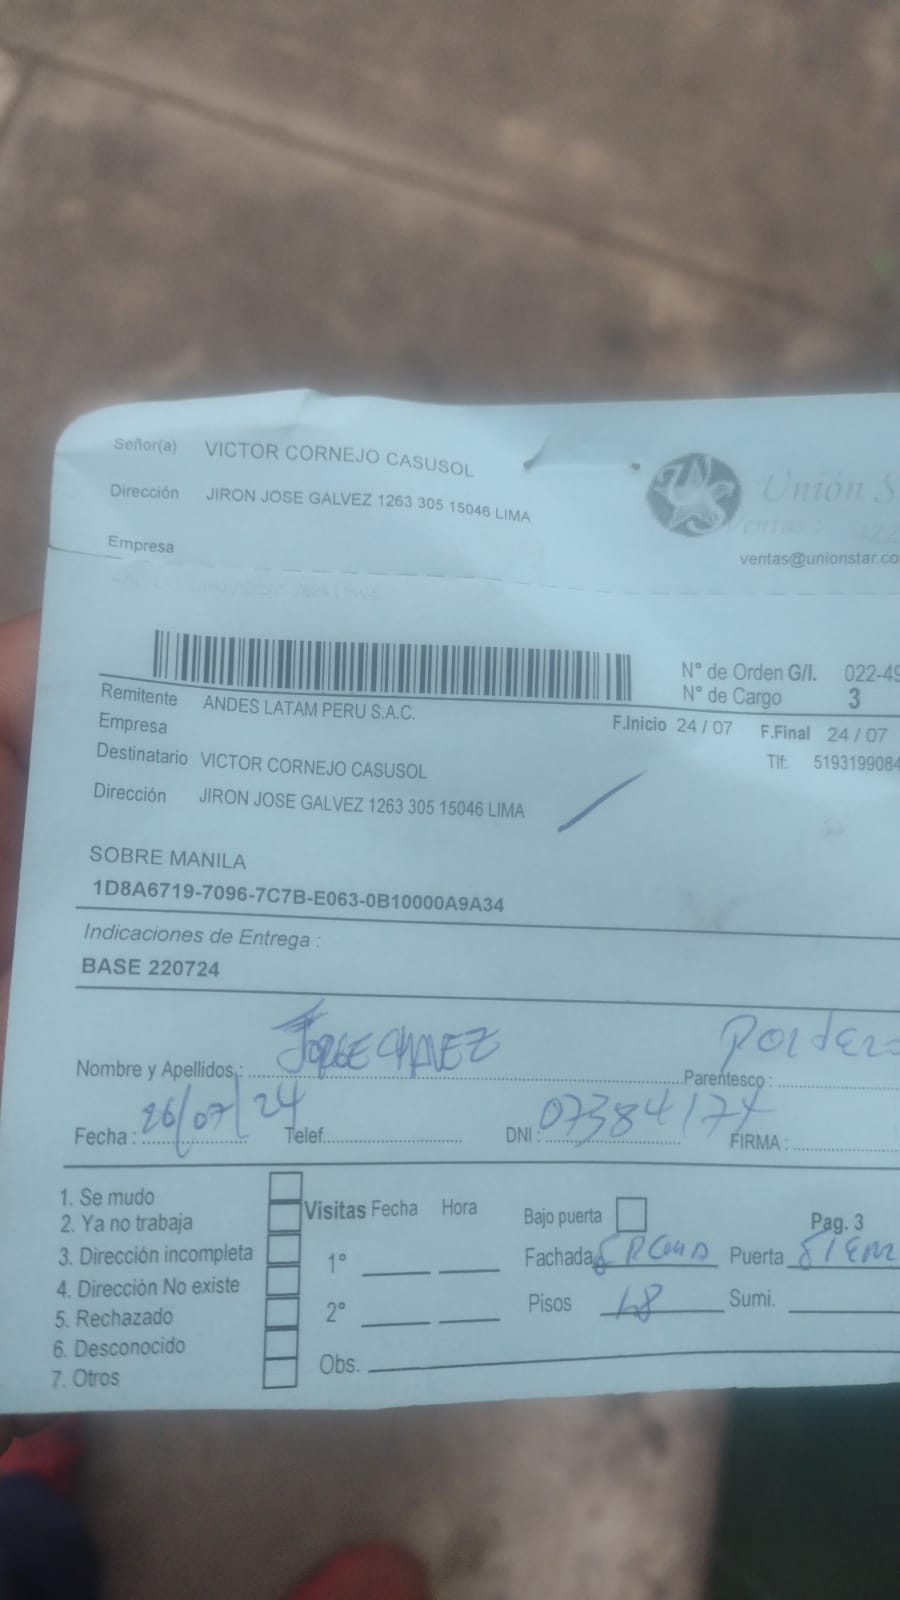 Señor(a) VICTOR CORNEJO CASUSOL
Dirección JIRON JOSE GALVEZ 1263 305 15046 LIMA
Empresa
Unión S
Ventas :
ventas@unionstar.co
N° de Orden G/I. 022-49
N° de Cargo 3
Remitente ANDES LATAM PERU S.A.C.
F.Inicio 24 / 07 F.Final 24 / 07
Empresa
Tlf: 5193199084
Destinatario VICTOR CORNEJO CASUSOL
Dirección JIRON JOSE GALVEZ 1263 305 15046 LIMA
SOBRE MANILA
1D8A6719-7096-7C7B-E063-0B10000A9A34
Indicaciones de Entrega :
BASE 220724
Nombre y Apellidos : JORGE CHAVEZ Parentesco :
Fecha : 26/07/24 Telef. DNI : 07384174 FIRMA :
1. Se mudo
2. Ya no trabaja
3. Dirección incompleta
4. Dirección No existe
5. Rechazado
6. Desconocido
7. Otros
Visitas Fecha Hora
1°
2°
Obs.
Bajo puerta
Pag. 3
Fachada Puerta
Pisos Sumi.